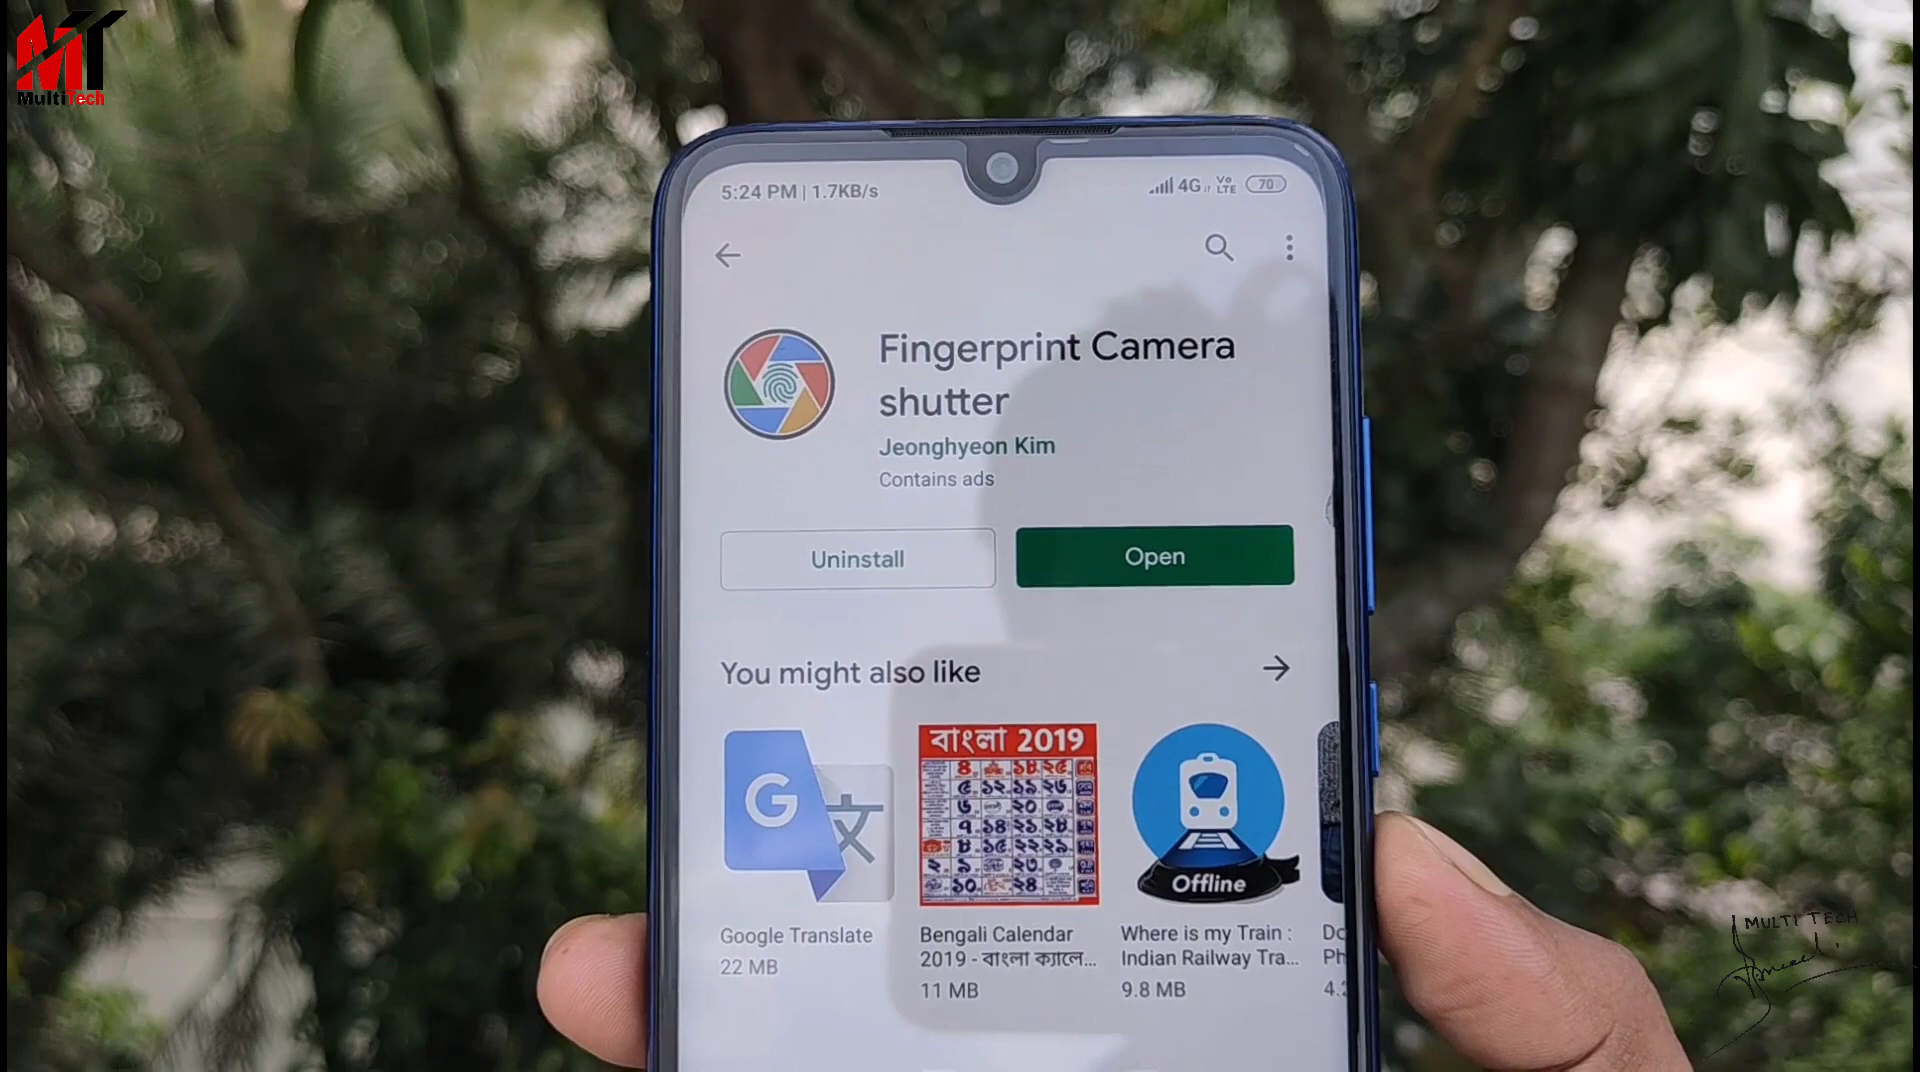 MT
MultiTech
5:24 PM | 1.7KB/s
4G Vo LTE 70
Fingerprint Camera
shutter
Jeonghyeon Kim
Contains ads
Uninstall
Open
You might also like
বাংলা 2019
G
文
Offline
Google Translate
22 MB
Bengali Calendar
2019 - বাংলা ক্যালে...
11 MB
Where is my Train :
Indian Railway Tra...
9.8 MB
MULTI TECH